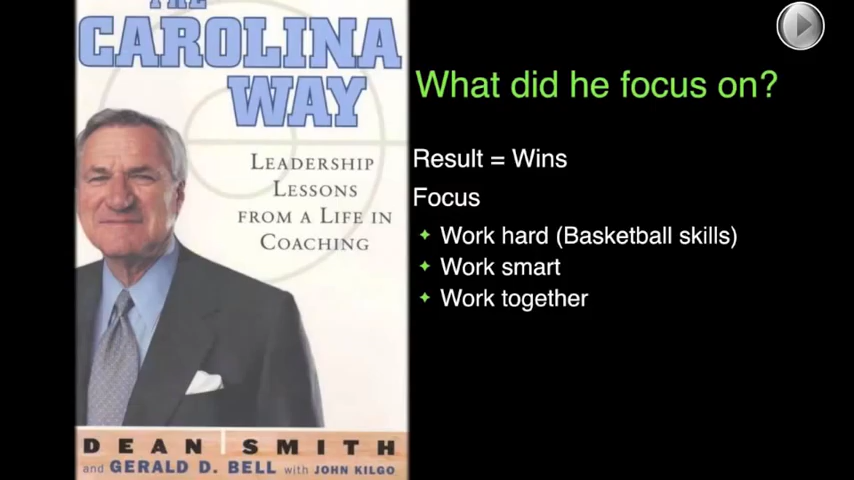 THE
CAROLINA
WAY
LEADERSHIP
LESSONS
FROM A LIFE IN
COACHING
DEAN SMITH
and GERALD D. BELL with JOHN KILGO
What did he focus on?
Result = Wins
Focus
Work hard (Basketball skills)
Work smart
Work together